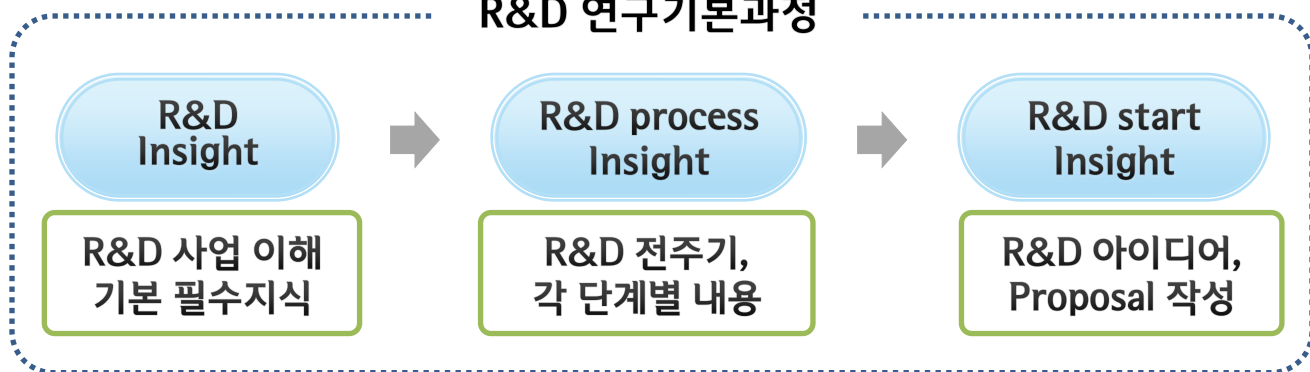 R&D 연구기본과정
R&D
Insight
R&D process
Insight
R&D start
Insight
R&D 사업 이해
기본 필수지식
R&D 전주기,
각 단계별 내용
R&D 아이디어,
Proposal 작성